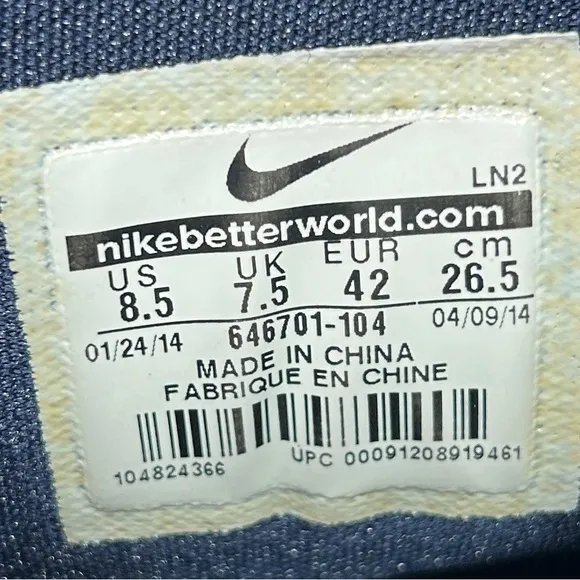 LN2
nikebetterworld.com
US UK EUR cm
8.5 7.5 42 26.5
01/24/14 646701-104 04/09/14
MADE IN CHINA
FABRIQUE EN CHINE
104824366 UPC 00091208919461